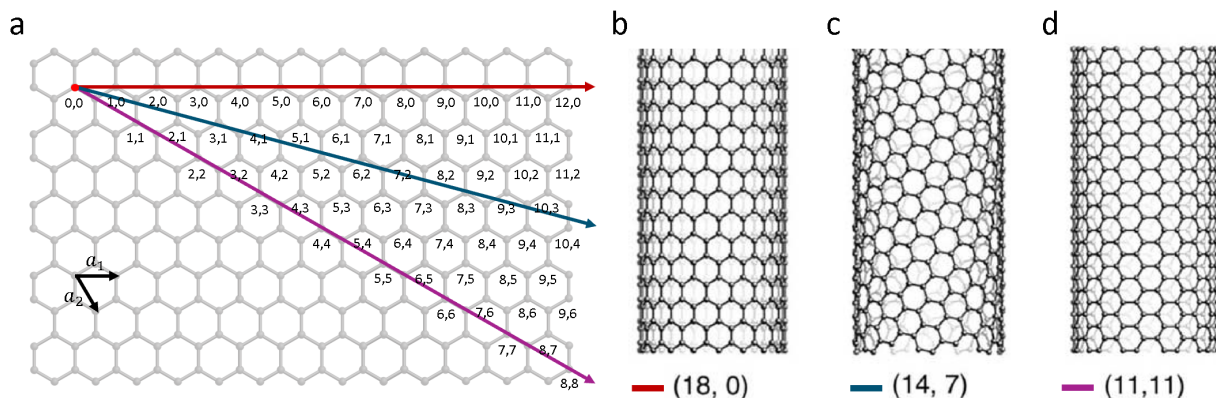 a
b
c
d
0,0 1,0 2,0 3,0 4,0 5,0 6,0 7,0 8,0 9,0 10,0 11,0 12,0
1,1 2,1 3,1 4,1 5,1 6,1 7,1 8,1 9,1 10,1 11,1
2,2 3,2 4,2 5,2 6,2 7,2 8,2 9,2 10,2 11,2
3,3 4,3 5,3 6,3 7,3 8,3 9,3 10,3
4,4 5,4 6,4 7,4 8,4 9,4 10,4
5,5 6,5 7,5 8,5 9,5
6,6 7,6 8,6 9,6
7,7 8,7
8,8
a₁
a₂
(18, 0)
(14, 7)
(11,11)